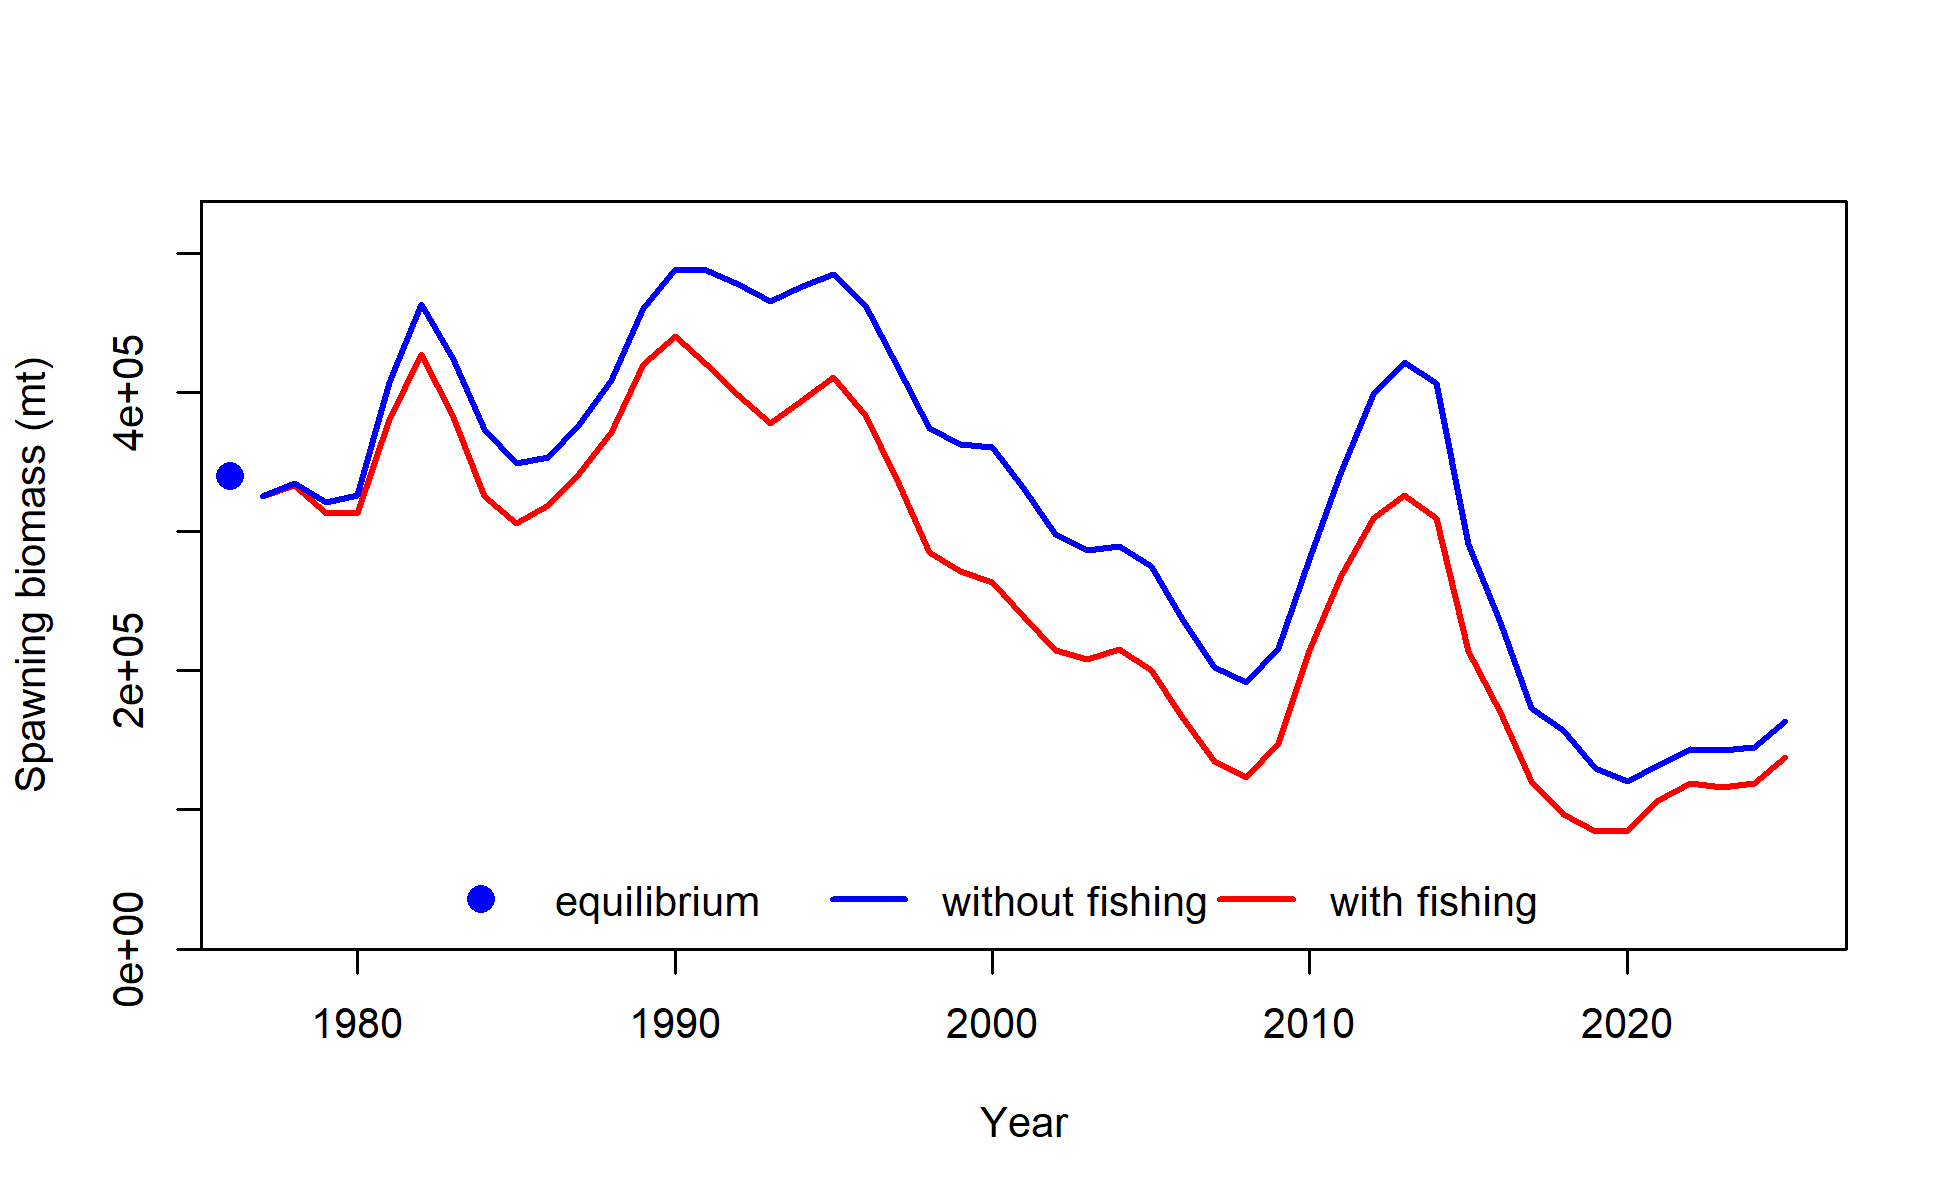 Spawning biomass (mt)
4e+05
2e+05
0e+00
equilibrium without fishing with fishing
1980 1990 2000 2010 2020
Year